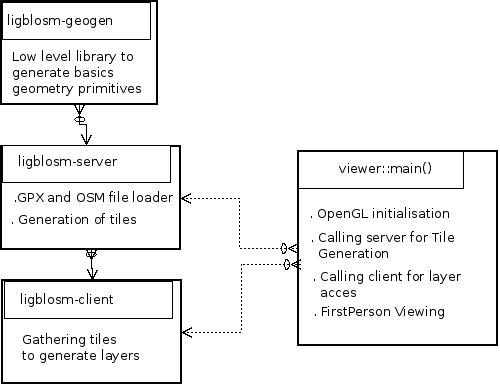 ligblosm-geogen
Low level library to
generate basics
geometry primitives
ligblosm-server
.GPX and OSM file loader
. Generation of tiles
ligblosm-client
Gathering tiles
to generate layers
viewer::main()
. OpenGL initialisation
. Calling server for Tile
Generation
. Calling client for layer
acces
. FirstPerson Viewing